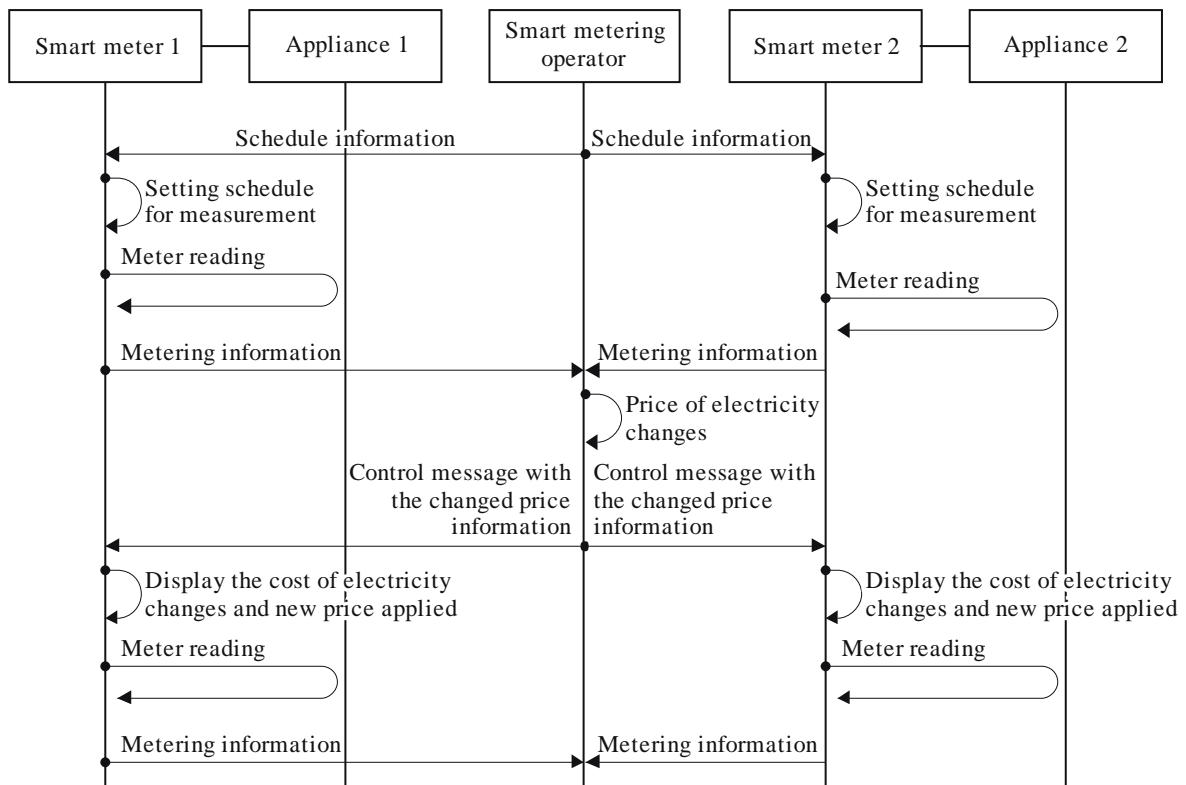 Smart meter 1
Appliance 1
Smart metering
operator
Smart meter 2
Appliance 2
Schedule information
Schedule information
Setting schedule
for measurement
Setting schedule
for measurement
Meter reading
Meter reading
Metering information
Metering information
Price of electricity
changes
Control message with
the changed price
information
Control message with
the changed price
information
Display the cost of electricity
changes and new price applied
Display the cost of electricity
changes and new price applied
Meter reading
Meter reading
Metering information
Metering information